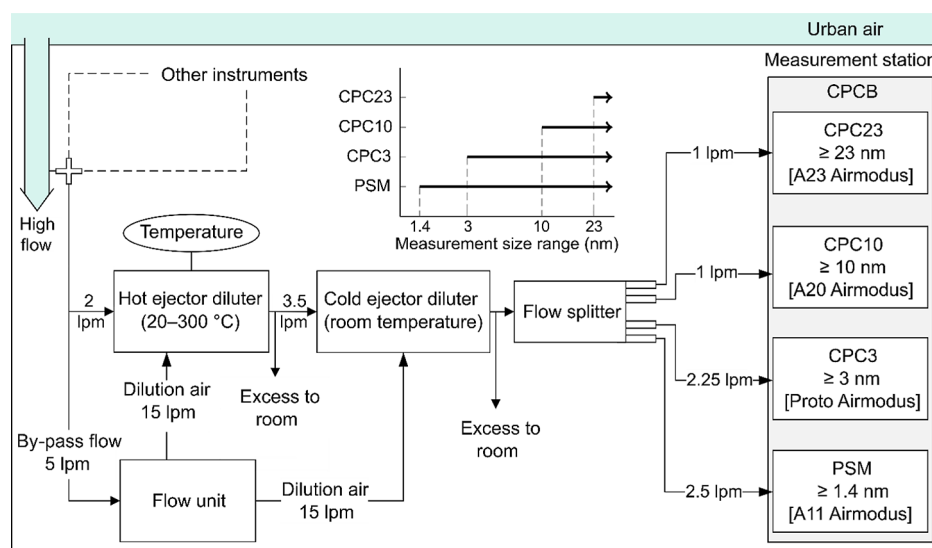 Urban air
Measurement station
Other instruments
CPCB
CPC23
CPC10
CPC3
PSM
1.4
3
10
23
Measurement size range (nm)
High
flow
Temperature
2
lpm
Hot ejector diluter
(20–300 °C)
3.5
lpm
Cold ejector diluter
(room temperature)
Flow splitter
Dilution air
15 lpm
Excess to
room
Excess to
room
By-pass flow
5 lpm
Flow unit
Dilution air
15 lpm
1 lpm
CPC23
≥ 23 nm
[A23 Airmodus]
1 lpm
CPC10
≥ 10 nm
[A20 Airmodus]
2.25 lpm
CPC3
≥ 3 nm
[Proto Airmodus]
2.5 lpm
PSM
≥ 1.4 nm
[A11 Airmodus]